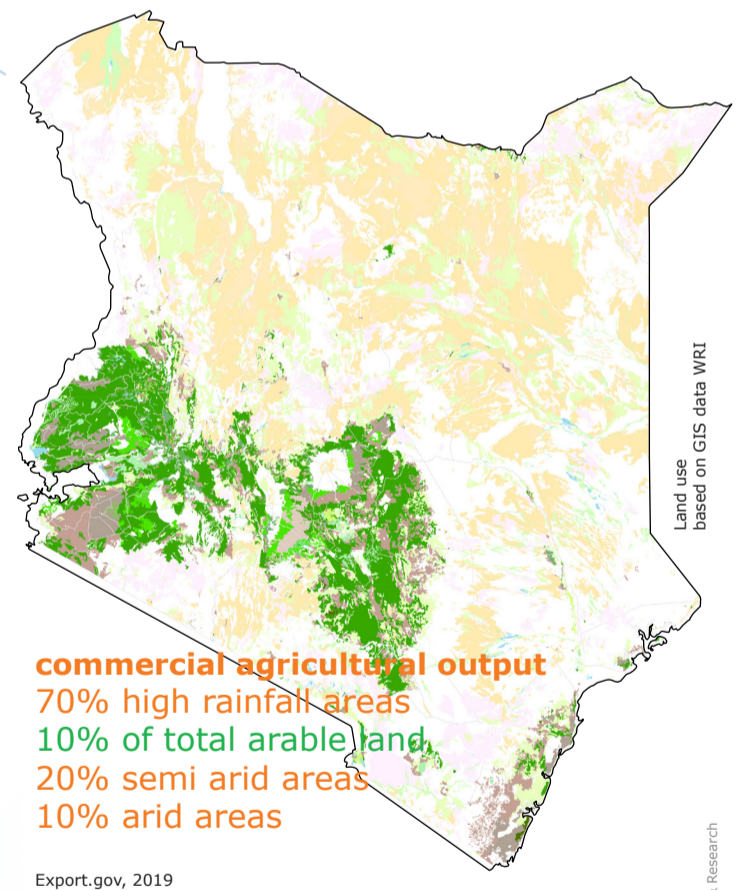 Land use
based on GIS data WRI
commercial agricultural output
70% high rainfall areas
10% of total arable land
20% semi arid areas
10% arid areas
Export.gov, 2019
Research